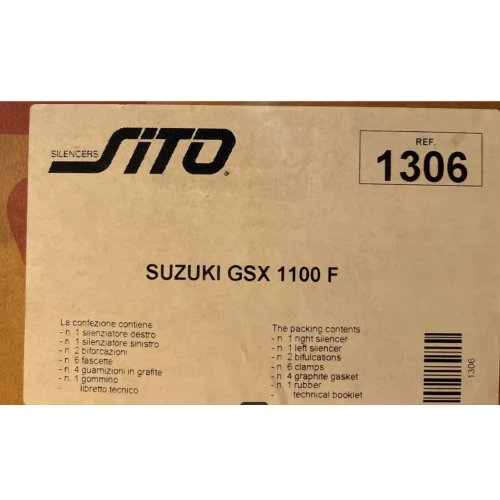 SILENCERS SITO®
REF.
1306
SUZUKI GSX 1100 F
La confezione contiene
- n. 1 silenziatore destro
- n. 1 silenziatore sinistro
- n. 2 biforcazioni
- n. 6 fascette
- n. 4 guarnizioni in grafite
- n. 1 gommino
- libretto tecnico
The packing contents
- n. 1 right silencer
- n. 1 left silencer
- n. 2 bifulcations
- n. 6 clamps
- n. 4 graphite gasket
- n. 1 rubber
- technical booklet
1306